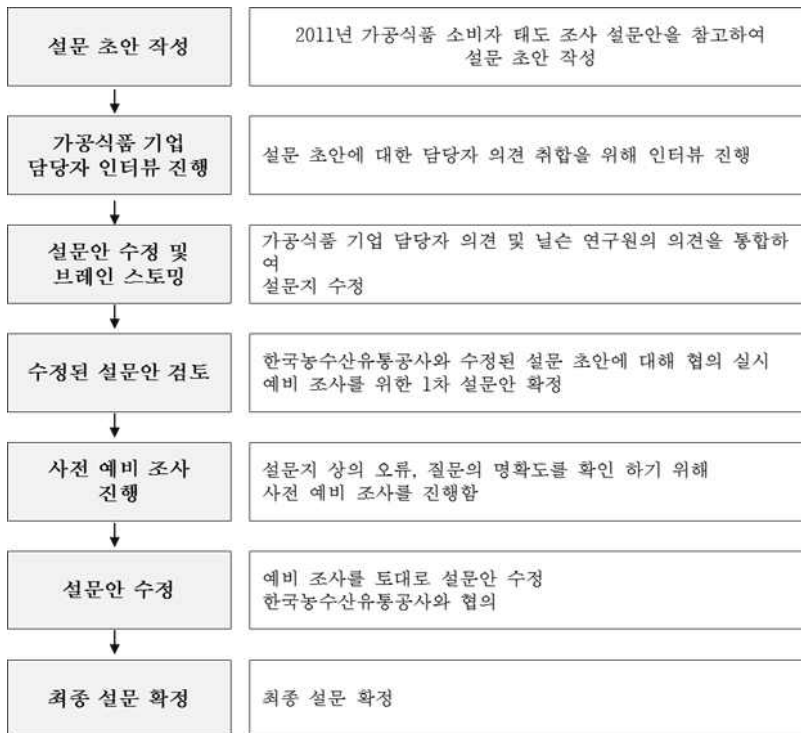 설문 초안 작성
2011년 가공식품 소비자 태도 조사 설문안을 참고하여
설문 초안 작성
가공식품 기업
담당자 인터뷰 진행
설문 초안에 대한 담당자 의견 취합을 위해 인터뷰 진행
설문안 수정 및
브레인 스토밍
가공식품 기업 담당자 의견 및 닐슨 연구원의 의견을 통합하
여
설문지 수정
수정된 설문안 검토
한국농수산유통공사와 수정된 설문 초안에 대해 협의 실시
예비 조사를 위한 1차 설문안 확정
사전 예비 조사
진행
설문지 상의 오류, 질문의 명확도를 확인 하기 위해
사전 예비 조사를 진행함
설문안 수정
예비 조사를 토대로 설문안 수정
한국농수산유통공사와 협의
최종 설문 확정
최종 설문 확정